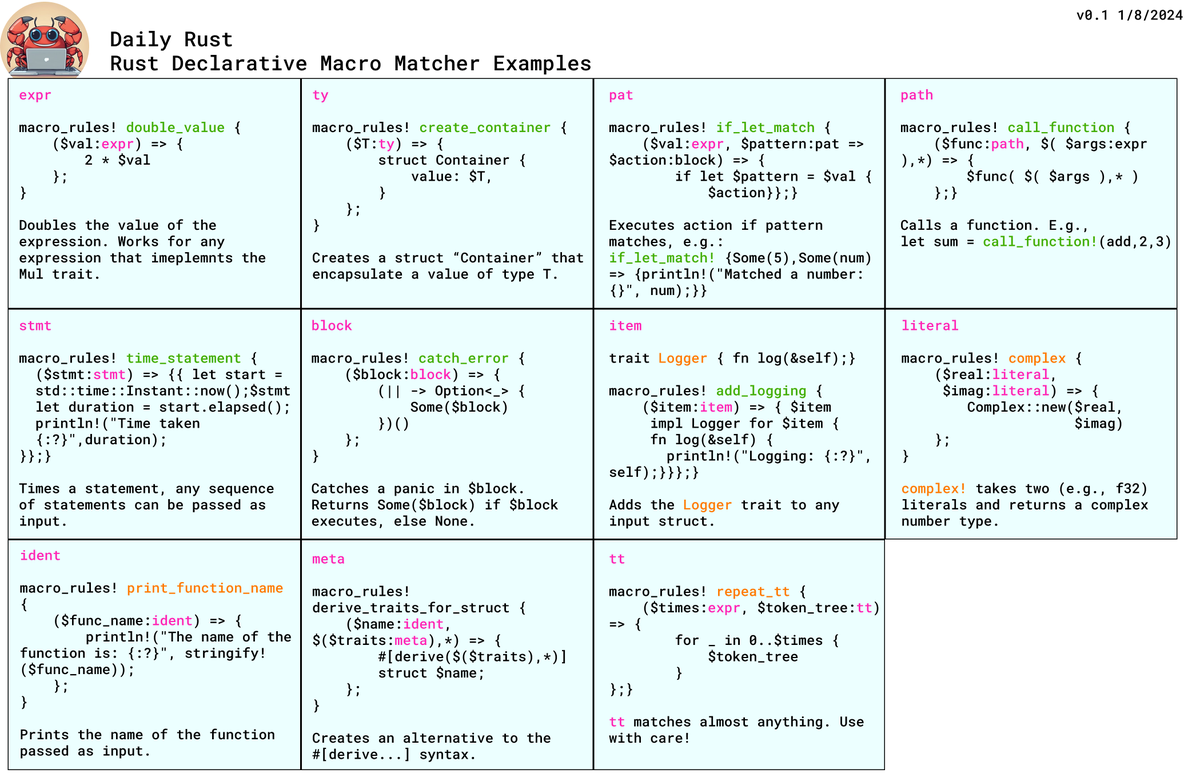 v0.1 1/8/2024
Daily Rust
Rust Declarative Macro Matcher Examples
expr
macro_rules! double_value {
    ($val:expr) => {
        2 * $val
    };
}
Doubles the value of the
expression. Works for any
expression that imeplemnts the
Mul trait.
ty
macro_rules! create_container {
    ($T:ty) => {
        struct Container {
            value: $T,
        }
    };
}
Creates a struct “Container” that
encapsulate a value of type T.
pat
macro_rules! if_let_match {
    ($val:expr, $pattern:pat =>
$action:block) => {
        if let $pattern = $val {
            $action}};}
Executes action if pattern
matches, e.g.:
if_let_match! {Some(5),Some(num)
=> {println!("Matched a number:
{}", num);}}
path
macro_rules! call_function {
    ($func:path, $( $args:expr
),*) => {
        $func( $( $args ),* )
    };}
Calls a function. E.g.,
let sum = call_function!(add,2,3)
stmt
macro_rules! time_statement {
  ($stmt:stmt) => {{ let start =
  std::time::Instant::now();$stmt
  let duration = start.elapsed();
  println!("Time taken
  {:?}",duration);
}};}
Times a statement, any sequence
of statements can be passed as
input.
block
macro_rules! catch_error {
    ($block:block) => {
        (|| -> Option<_> {
            Some($block)
        })()
    };
}
Catches a panic in $block.
Returns Some($block) if $block
executes, else None.
item
trait Logger { fn log(&self);}
macro_rules! add_logging {
    ($item:item) => { $item
     impl Logger for $item {
     fn log(&self) {
       println!("Logging: {:?}",
self);}}};}
Adds the Logger trait to any
input struct.
literal
macro_rules! complex {
    ($real:literal,
     $imag:literal) => {
        Complex::new($real,
                     $imag)
    };
}
complex! takes two (e.g., f32)
literals and returns a complex
number type.
ident
macro_rules! print_function_name
{
    ($func_name:ident) => {
        println!("The name of the
function is: {:?}", stringify!
($func_name));
    };
}
Prints the name of the function
passed as input.
meta
macro_rules!
derive_traits_for_struct {
    ($name:ident,
$($traits:meta),*) => {
        #[derive($($traits),*)]
        struct $name;
    };
}
Creates an alternative to the
#[derive...] syntax.
tt
macro_rules! repeat_tt {
    ($times:expr, $token_tree:tt)
=> {
        for _ in 0..$times {
            $token_tree
        }
};}
tt matches almost anything. Use
with care!